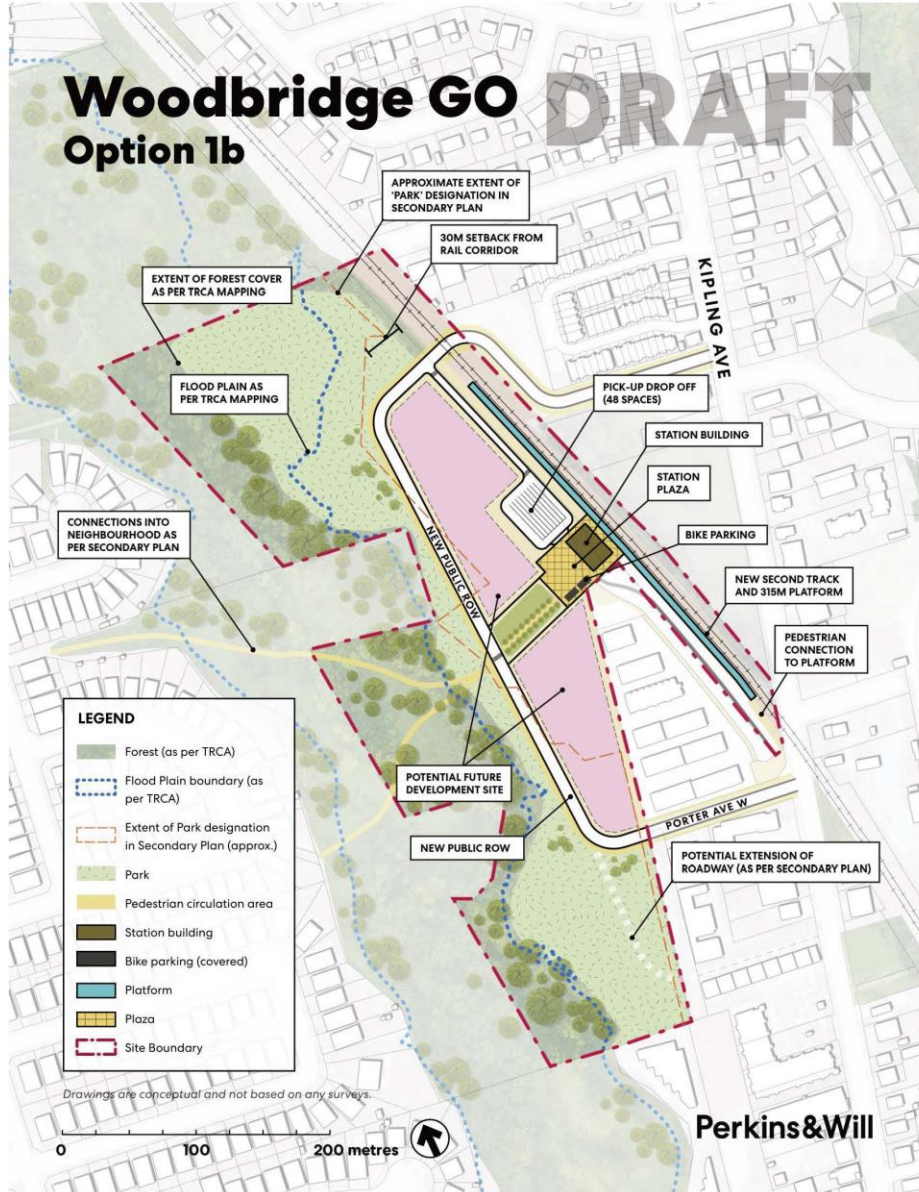 Woodbridge GO
DRAFT
Option 1b
APPROXIMATE EXTENT OF
'PARK' DESIGNATION IN
SECONDARY PLAN
30M SETBACK FROM
RAIL CORRIDOR
EXTENT OF FOREST COVER
AS PER TRCA MAPPING
KIPLING AVE
FLOOD PLAIN AS
PER TRCA MAPPING
PICK-UP DROP OFF
(48 SPACES)
STATION BUILDING
STATION
PLAZA
CONNECTIONS INTO
NEIGHBOURHOOD AS
PER SECONDARY PLAN
NEW PUBLIC ROW
BIKE PARKING
NEW SECOND TRACK
AND 315M PLATFORM
PEDESTRIAN
CONNECTION
TO PLATFORM
POTENTIAL FUTURE
DEVELOPMENT SITE
PORTER AVE W
NEW PUBLIC ROW
POTENTIAL EXTENSION OF
ROADWAY (AS PER SECONDARY PLAN)
LEGEND
Forest (as per TRCA)
Flood Plain boundary (as
per TRCA)
Extent of Park designation
in Secondary Plan (approx.)
Park
Pedestrian circulation area
Station building
Bike parking (covered)
Platform
Plaza
Site Boundary
Drawings are conceptual and not based on any surveys.
0 100 200 metres
Perkins&Will